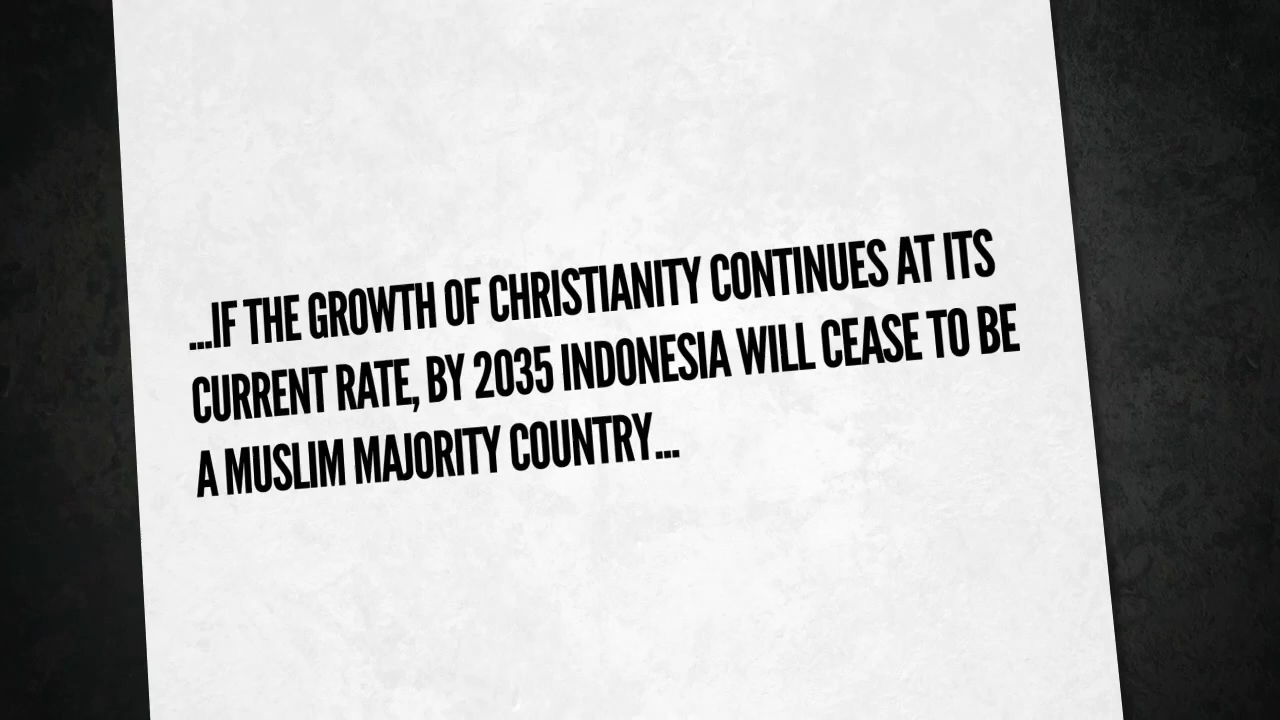 ...IF THE GROWTH OF CHRISTIANITY CONTINUES AT ITS
CURRENT RATE, BY 2035 INDONESIA WILL CEASE TO BE
A MUSLIM MAJORITY COUNTRY...